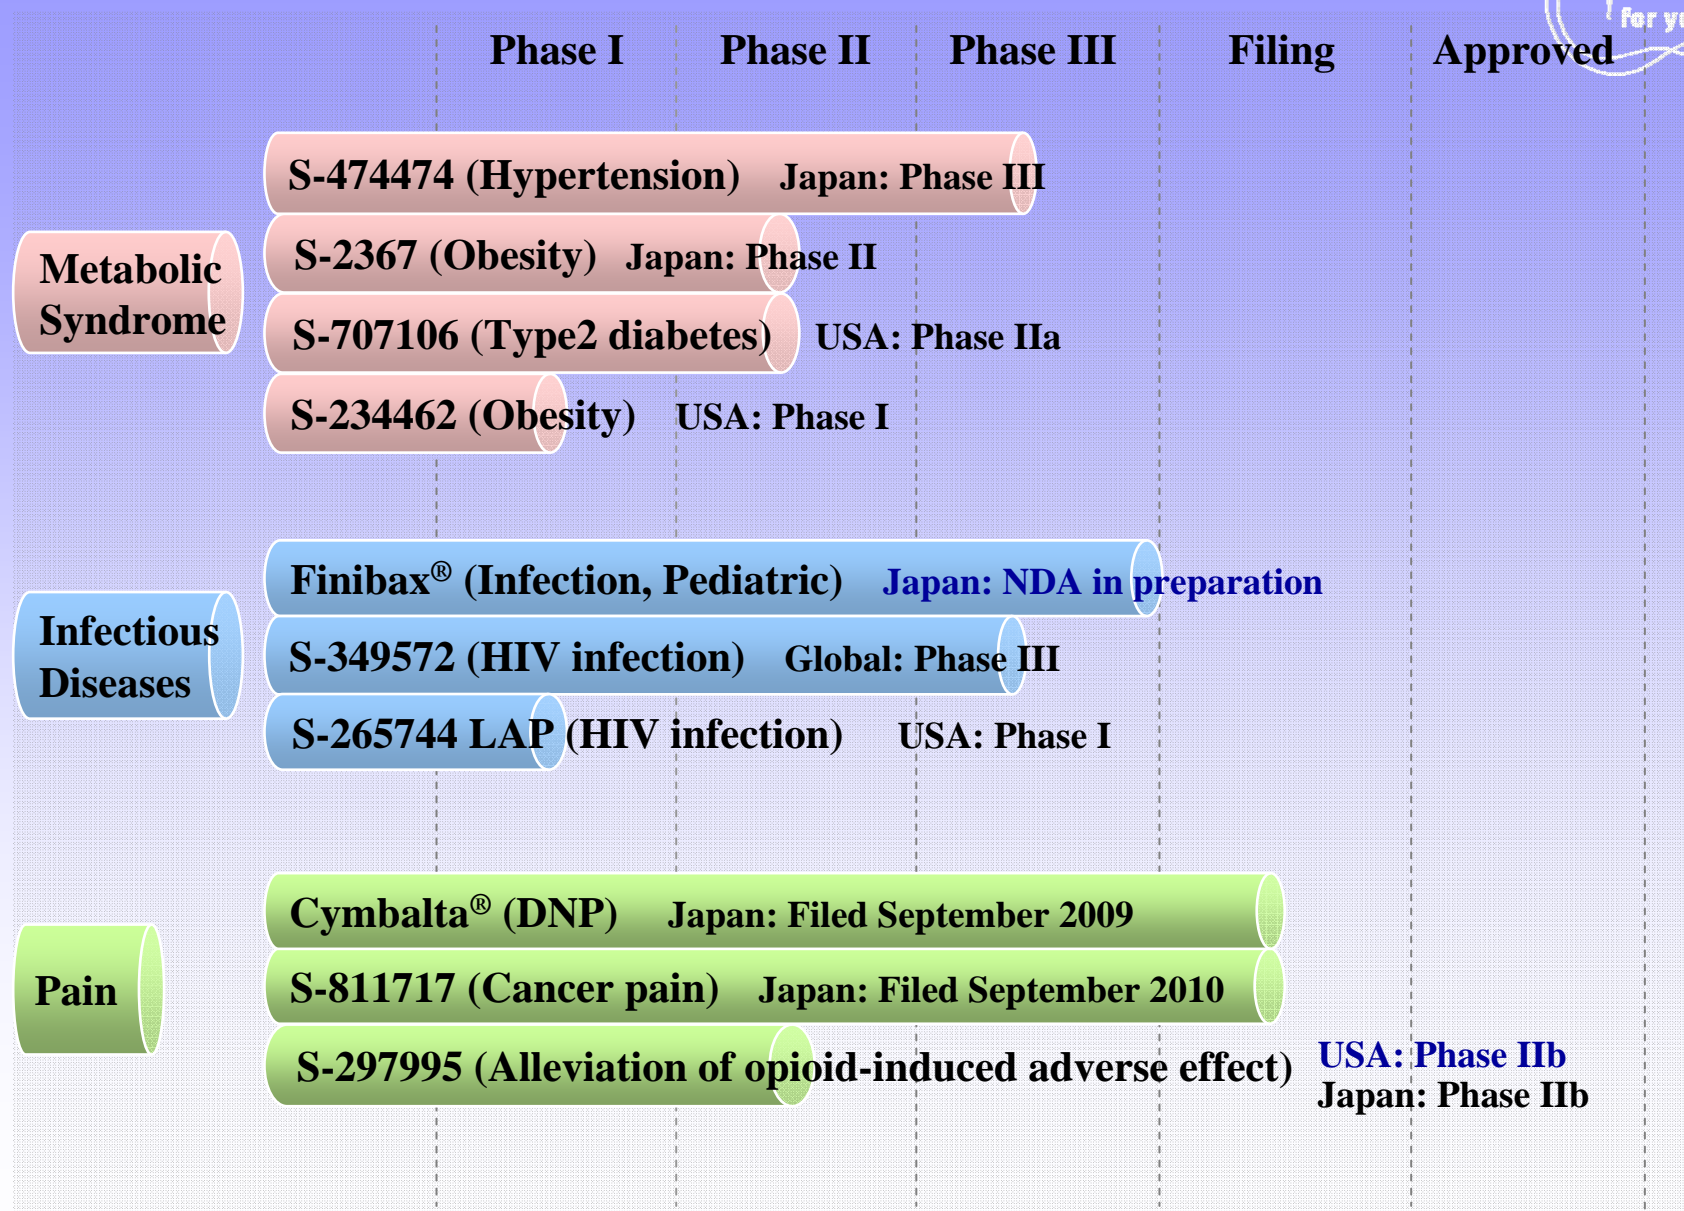 for
Phase I Phase II Phase III Filing Approved
S-474474 (Hypertension) Japan: Phase III
Metabolic
Syndrome
S-2367 (Obesity) Japan: Phase II
S-707106 (Type2 diabetes) USA: Phase IIa
S-234462 (Obesity) USA: Phase I
Infectious
Diseases
Finibax® (Infection, Pediatric) Japan: NDA in preparation
S-349572 (HIV infection) Global: Phase III
S-265744 LAP (HIV infection) USA: Phase I
Pain
Cymbalta® (DNP) Japan: Filed September 2009
S-811717 (Cancer pain) Japan: Filed September 2010
S-297995 (Alleviation of opioid-induced adverse effect) USA: Phase IIb
Japan: Phase IIb